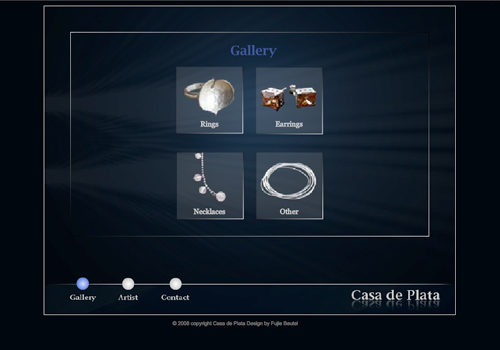 Gallery
Rings
Earrings
Necklaces
Other
Gallery
Artist
Contact
Casa de Plata
© 2008 copyright Casa de Plata Design by Fujie Beutel